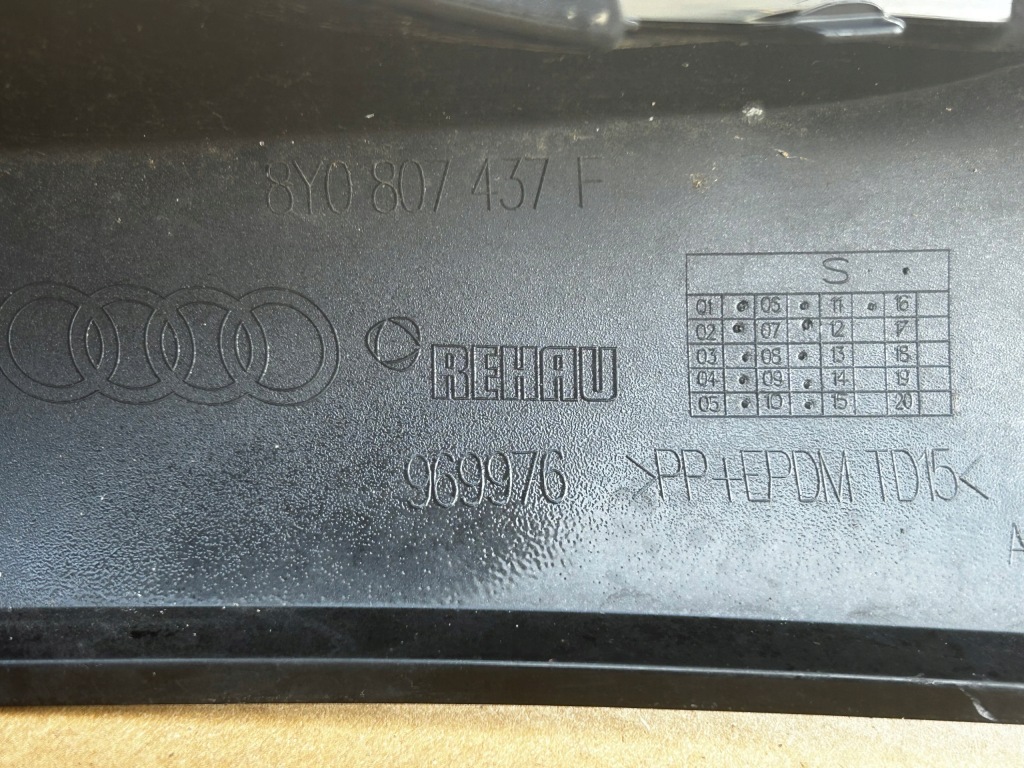 8Y0 807 437 F
S
01 06 11 16
02 07 12 17
03 08 13 18
04 09 14 19
05 10 15 20
REHAU
969976 >PP+EPDM TD15<
A